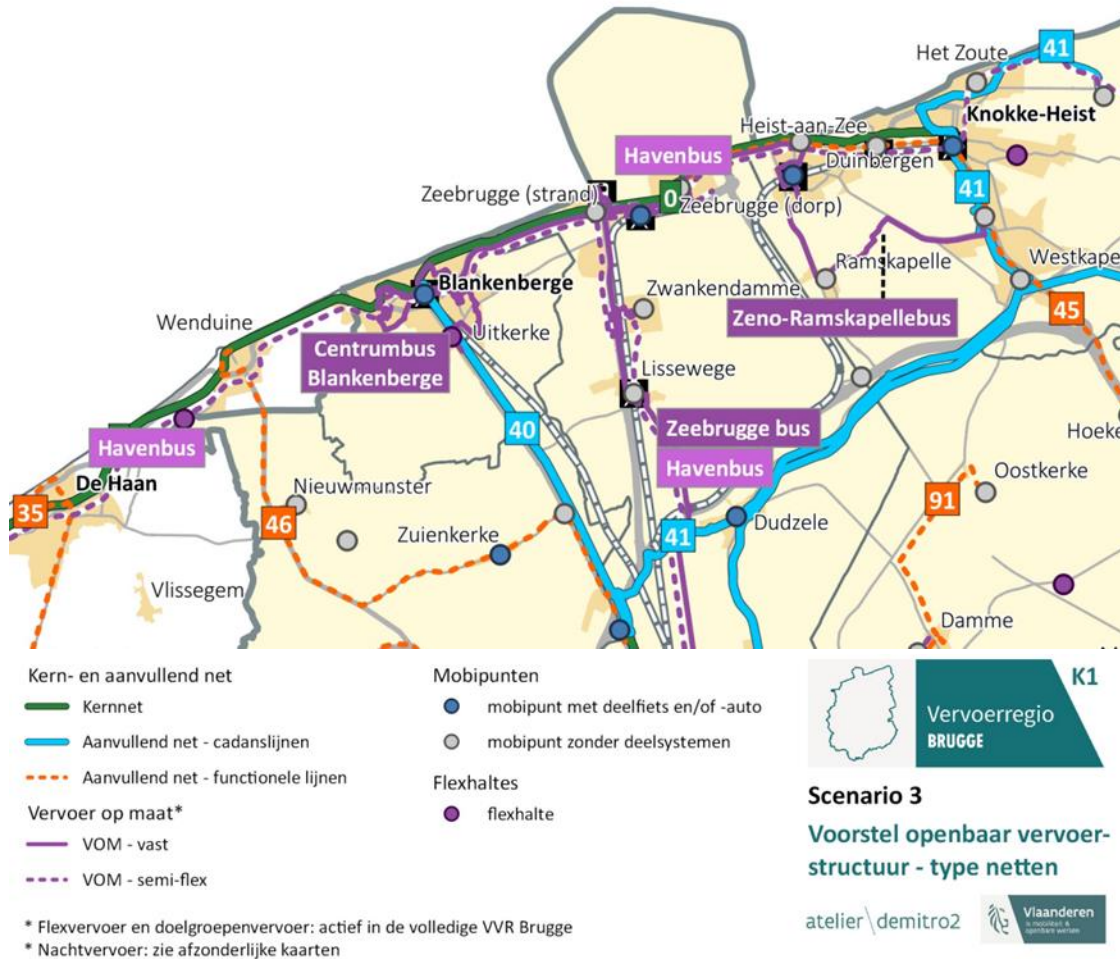 Het Zoute
41
Knokke-Heist
Heist-aan-Zee
Havenbus
Duinbergen
41
Zeebrugge (strand)
0
Zeebrugge (dorp)
Ramskapelle
Westkape
Blankenberge
Zwankendamme
Zeno-Ramskapellebus
45
Wenduine
Uitkerke
Centrumbus
Blankenberge
Lissewege
Zeebrugge bus
Havenbus
40
Hoeke
Havenbus
De Haan
Oostkerke
35
Nieuwmunster
46
91
Zuienkerke
41
Dudzele
Vlissegem
Damme
Kern- en aanvullend net
Kernnet
Aanvullend net - cadanslijnen
Aanvullend net - functionele lijnen
Vervoer op maat*
VOM - vast
VOM - semi-flex
* Flexvervoer en doelgroepenvervoer: actief in de volledige VVR Brugge
* Nachtvervoer: zie afzonderlijke kaarten
Mobipunten
mobipunt met deelfiets en/of -auto
mobipunt zonder deelsystemen
Flexhaltes
flexhalte
K1
Vervoerregio
BRUGGE
Scenario 3
Voorstel openbaar vervoer-
structuur - type netten
atelier\demitro2
Vlaanderen
is mobiliteit &
openbare werken